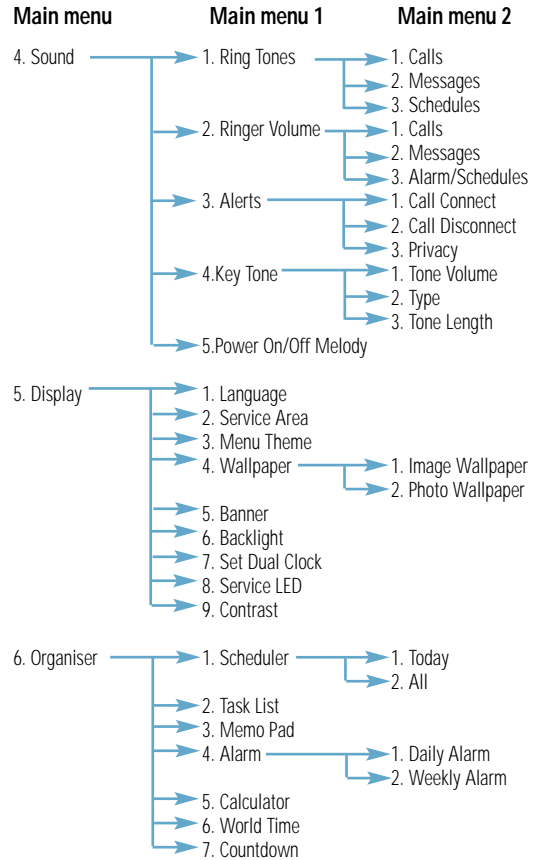 Main menu Main menu 1 Main menu 2
4. Sound 1. Ring Tones 1. Calls
2. Messages
3. Schedules
2. Ringer Volume 1. Calls
2. Messages
3. Alarm/Schedules
3. Alerts 1. Call Connect
2. Call Disconnect
3. Privacy
4.Key Tone 1. Tone Volume
2. Type
3. Tone Length
5.Power On/Off Melody
5. Display 1. Language
2. Service Area
3. Menu Theme
4. Wallpaper 1. Image Wallpaper
2. Photo Wallpaper
5. Banner
6. Backlight
7. Set Dual Clock
8. Service LED
9. Contrast
6. Organiser 1. Scheduler 1. Today
2. All
2. Task List
3. Memo Pad
4. Alarm 1. Daily Alarm
2. Weekly Alarm
5. Calculator
6. World Time
7. Countdown